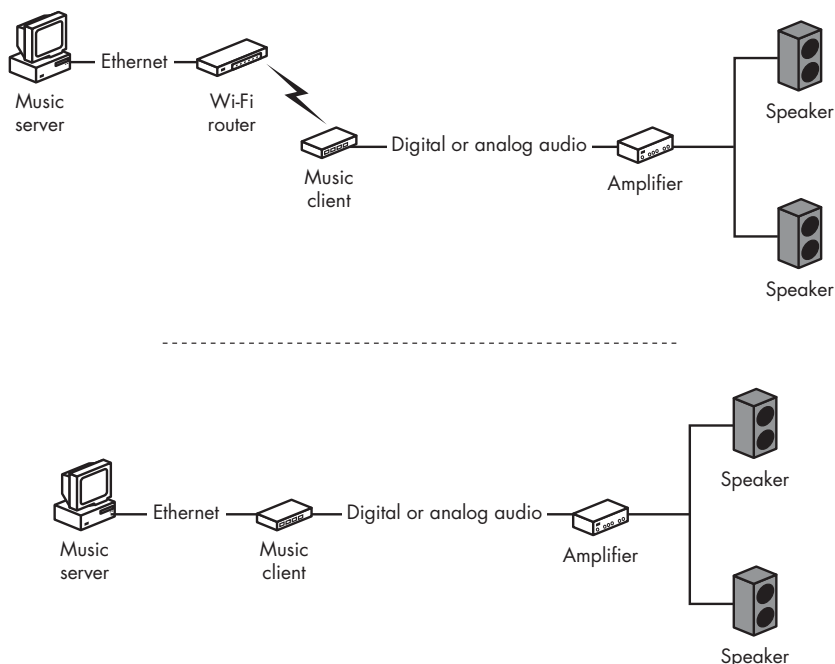 Ethernet
Music
server
Wi-Fi
router
Music
client
Digital or analog audio
Amplifier
Speaker
Speaker
Ethernet
Music
server
Music
client
Digital or analog audio
Amplifier
Speaker
Speaker